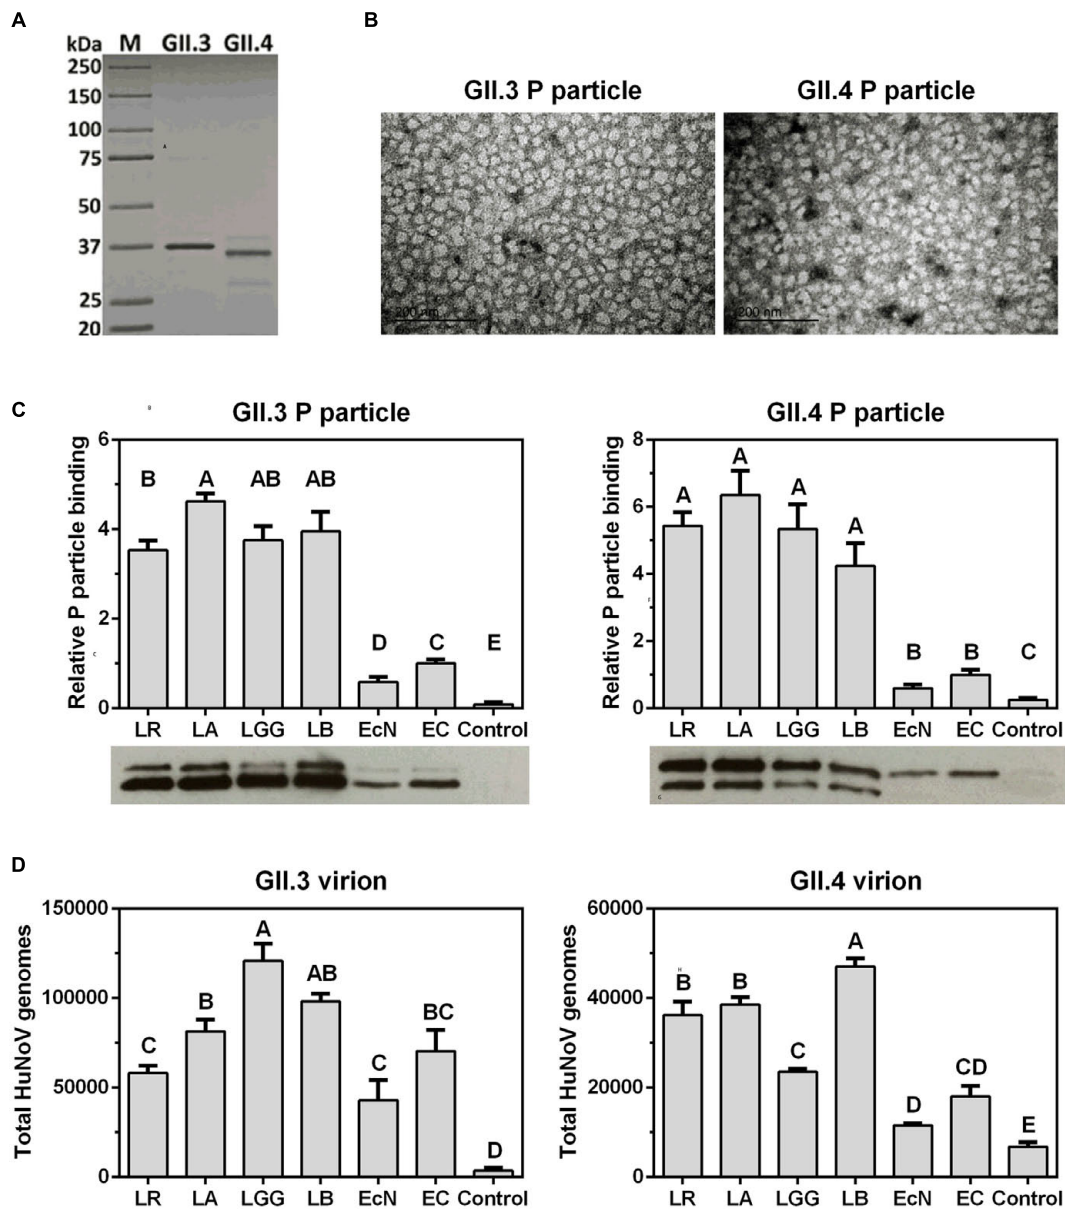 A
B
kDa M GII.3 GII.4
250
150
100
75
50
37
25
20
GII.3 P particle
GII.4 P particle
200 nm
200 nm
C
GII.3 P particle
Relative P particle binding
6
4
2
0
B A AB AB D C E
LR LA LGG LB EcN EC Control
GII.4 P particle
Relative P particle binding
8
6
4
2
0
A A A A B B C
LR LA LGG LB EcN EC Control
D
GII.3 virion
Total HuNoV genomes
150000
100000
50000
0
C B A AB C BC D
LR LA LGG LB EcN EC Control
GII.4 virion
Total HuNoV genomes
60000
40000
20000
0
B B C A D CD E
LR LA LGG LB EcN EC Control